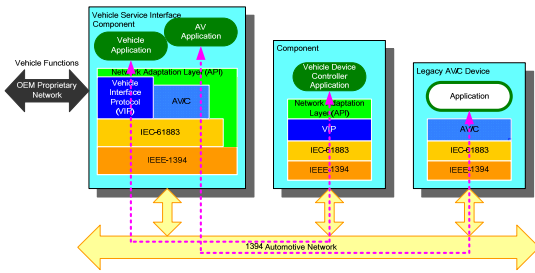 Vehicle Service Interface
Component
Vehicle
Application
AV
Application
Vehicle Functions
OEM Proprietary
Network
Network Adaptation Layer (API)
Vehicle
Interface
Protocol
(VIP)
AV/C
IEC-61883
IEEE-1394
Component
Vehicle Device
Controller
Application
Network Adaptation
Layer(API)
VIP
IEC-61883
IEEE-1394
Legacy AV/C Device
Application
AV/C
IEC-61883
IEEE-1394
1394 Automotive Network